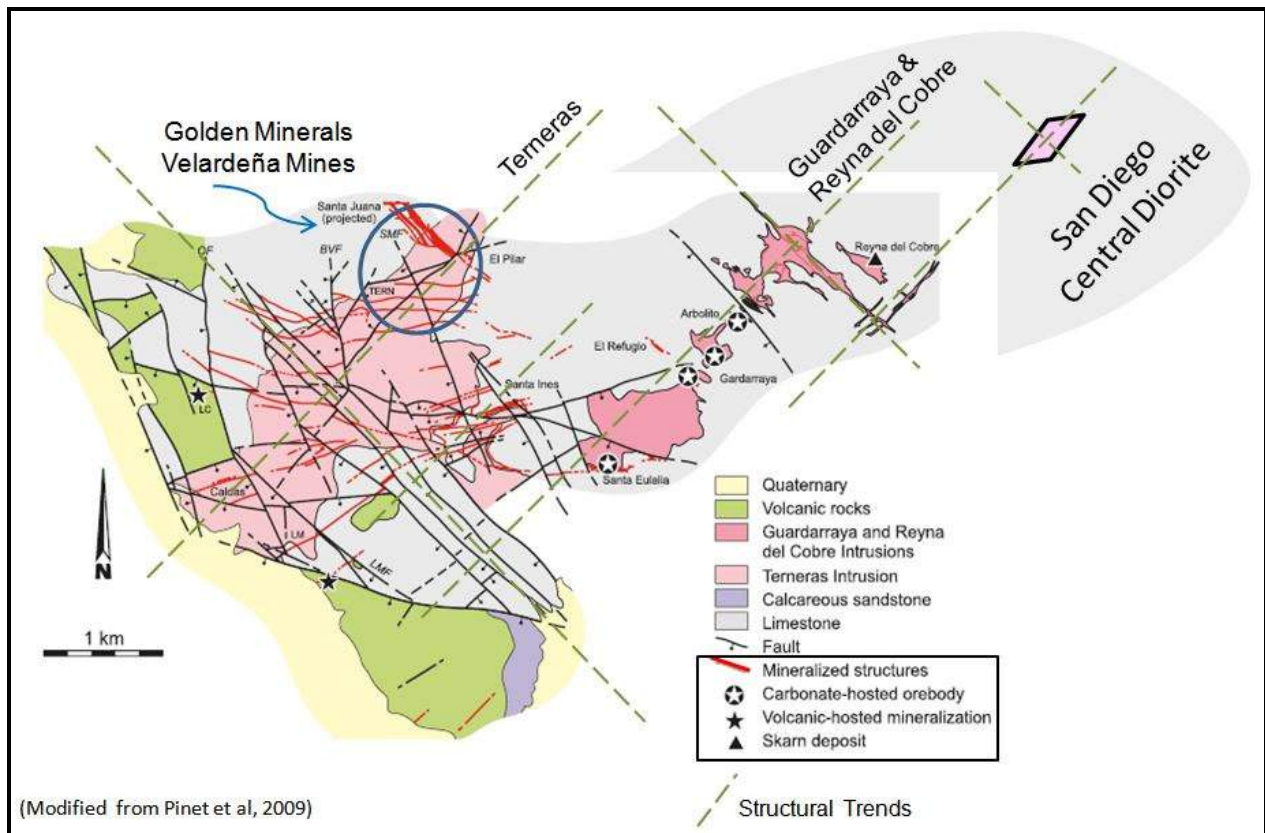 Golden Minerals
Velardeña Mines
Terneras
Guardarraya &
Reyna del Cobre
San Diego
Central Diorite
Santa Juana
(projected)
SMF
BVF
OF
El Pilar
TERN
Reyna del Cobre
Arbolito
El Refugio
Gardarraya
Santa Ines
LC
Santa Eulalia
Caldas
LM
LMF
N
1 km
Quaternary
Volcanic rocks
Guardarraya and Reyna
del Cobre Intrusions
Terneras Intrusion
Calcareous sandstone
Limestone
Fault
Mineralized structures
Carbonate-hosted orebody
Volcanic-hosted mineralization
Skarn deposit
Structural Trends
(Modified from Pinet et al, 2009)